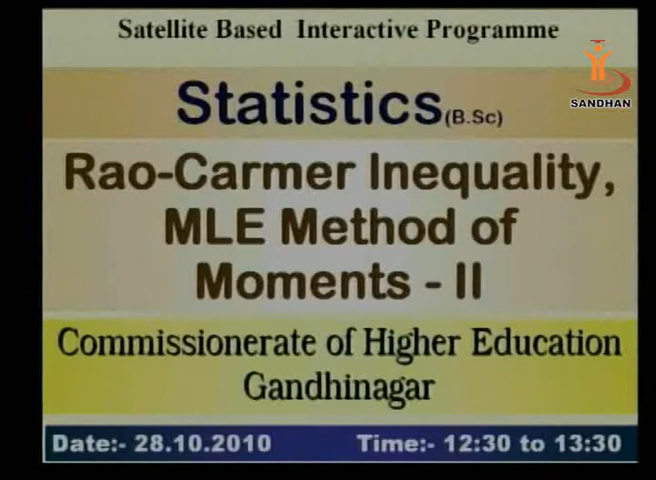 Satellite Based Interactive Programme
SANDHAN
Statistics(B.Sc)
Rao-Carmer Inequality,
MLE Method of
Moments - II
Commissionerate of Higher Education
Gandhinagar
Date:- 28.10.2010 Time:- 12:30 to 13:30